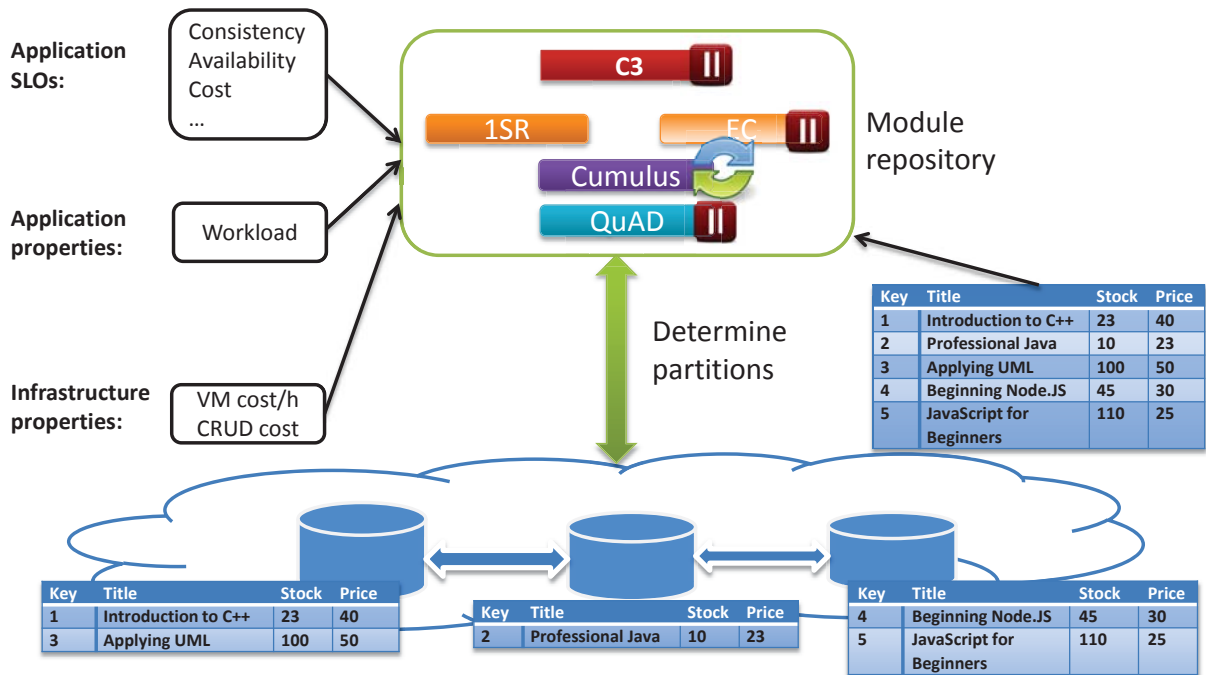 Application
SLOs:
Consistency
Availability
Cost
...
C3
1SR
EC
Cumulus
QuAD
Module
repository
Application
properties:
Workload
Infrastructure
properties:
VM cost/h
CRUD cost
Determine
partitions
Key Title Stock Price
1 Introduction to C++ 23 40
2 Professional Java 10 23
3 Applying UML 100 50
4 Beginning Node.JS 45 30
5 JavaScript for 110 25
Beginners
Key Title Stock Price
1 Introduction to C++ 23 40
3 Applying UML 100 50
Key Title Stock Price
2 Professional Java 10 23
Key Title Stock Price
4 Beginning Node.JS 45 30
5 JavaScript for 110 25
Beginners